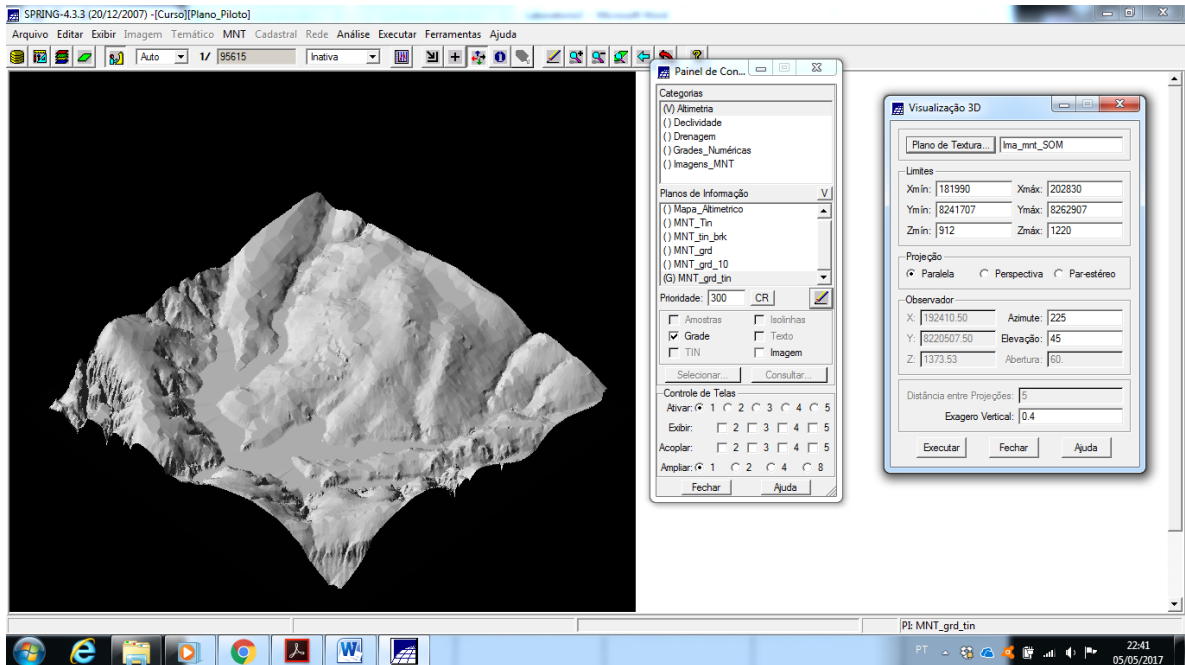 SPRING-4.3.3 (20/12/2007) -[Curso][Plano_Piloto]
Arquivo Editar Exibir Imagem Temático MNT Cadastral Rede Análise Executar Ferramentas Ajuda
Auto 1/ 95615 Inativa
Painel de Con...
Categorias
(V) Altimetria
() Declividade
() Drenagem
() Grades_Numéricas
() Imagens_MNT
Planos de Informação V
() Mapa_Altimetrico
() MNT_Tin
() MNT_tin_brk
() MNT_grd
() MNT_grd_10
(G) MNT_grd_tin
Prioridade: 300 CR
Amostras Isolinhas
Grade Texto
TIN Imagem
Selecionar... Consultar...
Controle de Telas
Ativar: 1 2 3 4 5
Exibir: 2 3 4 5
Acoplar: 2 3 4 5
Ampliar: 1 2 4 8
Fechar Ajuda
Visualização 3D
Plano de Textura... Ima_mnt_SOM
Limites
Xmín: 181990 Xmáx: 202830
Ymín: 8241707 Ymáx: 8262907
Zmín: 912 Zmáx: 1220
Projeção
Paralela Perspectiva Par-estéreo
Observador
X: 192410.50 Azimute: 225
Y: 8220507.50 Elevação: 45
Z: 1373.53 Abertura: 60.
Distância entre Projeções: 5
Exagero Vertical: 0.4
Executar Fechar Ajuda
PI: MNT_grd_tin
PT 22:41
05/05/2017